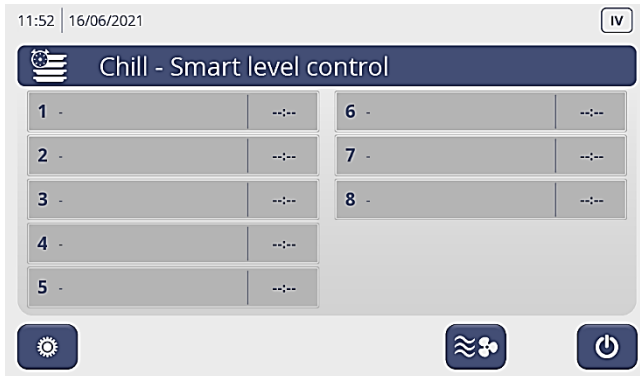 11:52 16/06/2021 IV
Chill - Smart level control
1 - --:--
2 - --:--
3 - --:--
4 - --:--
5 - --:--
6 - --:--
7 - --:--
8 - --:--